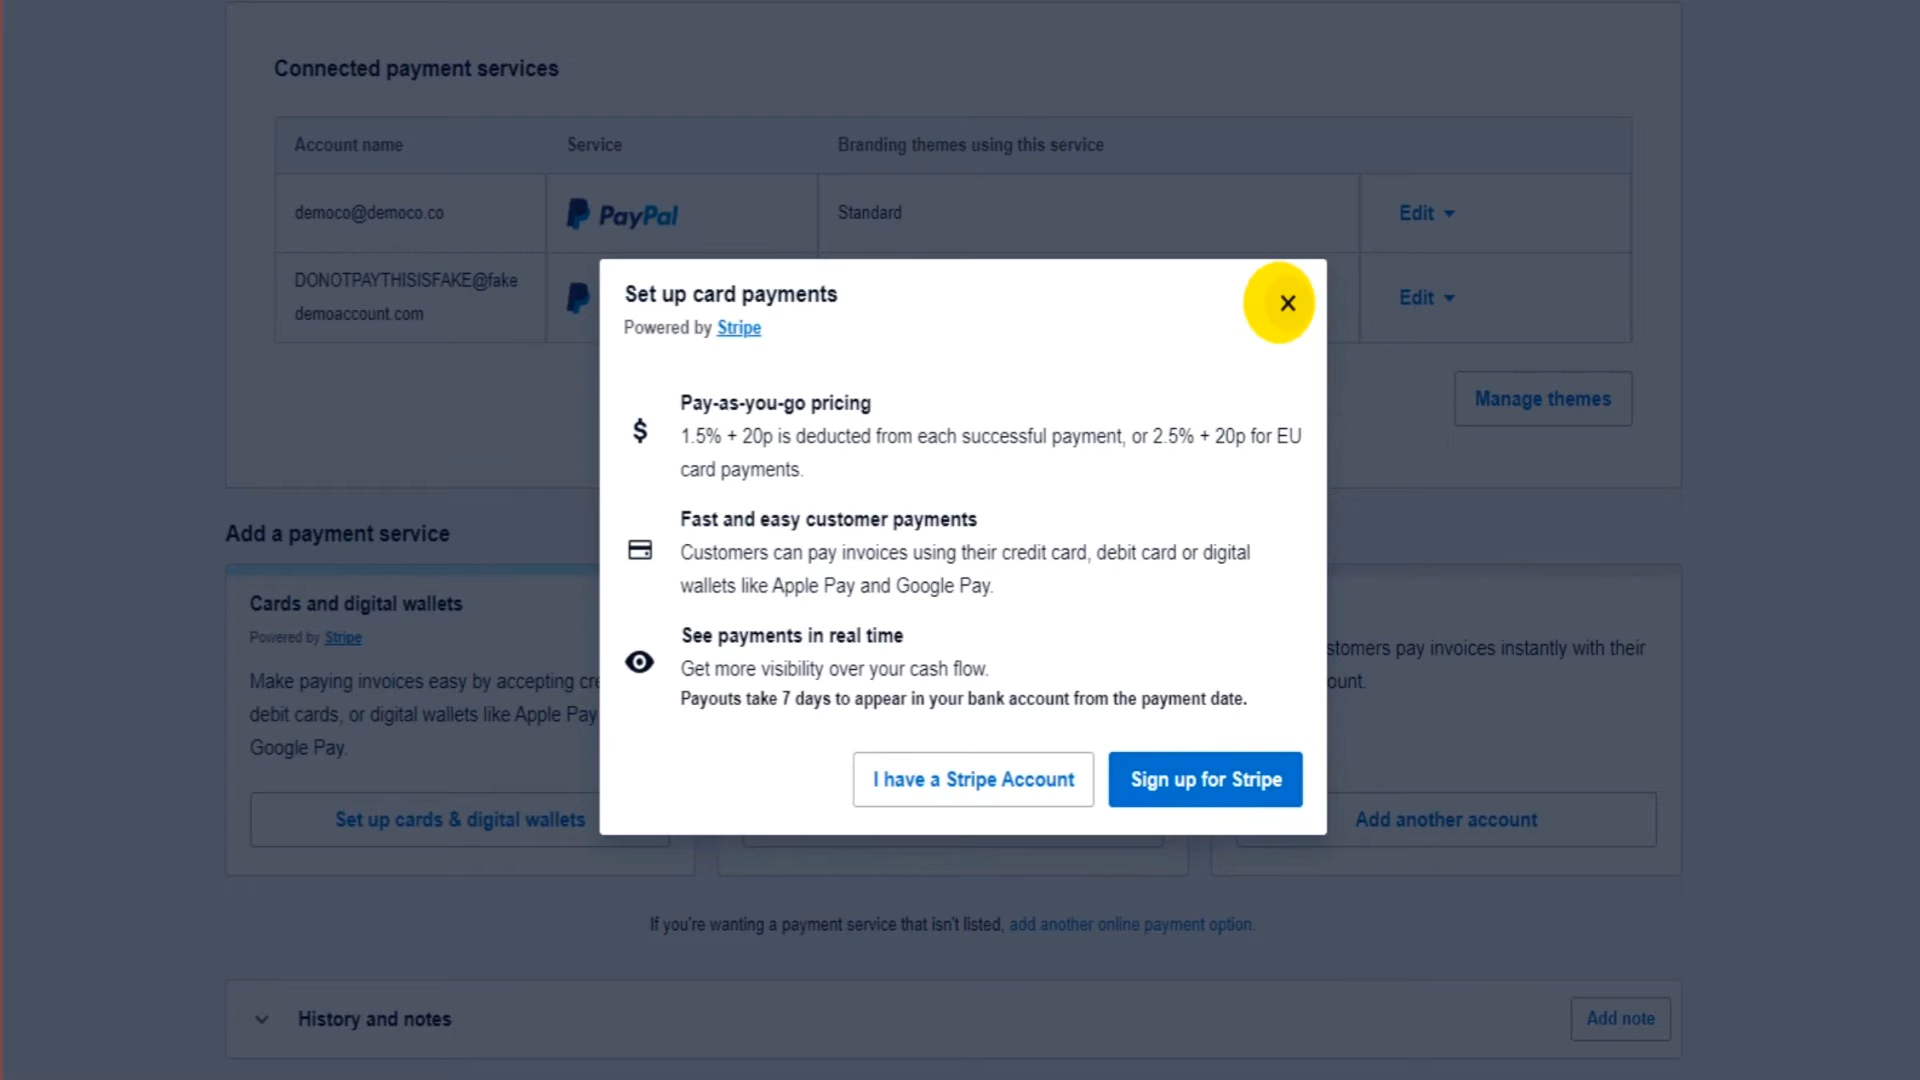 Connected payment services
Account name
Service
Branding themes using this service
democo@democo.co
PayPal
Standard
Edit
DONOTPAYTHISISFAKE@fake
demoaccount.com
Edit
Manage themes
Set up card payments
Powered by Stripe
Pay-as-you-go pricing
1.5% + 20p is deducted from each successful payment, or 2.5% + 20p for EU
card payments.
Fast and easy customer payments
Customers can pay invoices using their credit card, debit card or digital
wallets like Apple Pay and Google Pay.
See payments in real time
Get more visibility over your cash flow.
Payouts take 7 days to appear in your bank account from the payment date.
I have a Stripe Account
Sign up for Stripe
Add a payment service
Cards and digital wallets
Powered by Stripe
Make paying invoices easy by accepting
debit cards, or digital wallets like Apple Pay
Google Pay.
Set up cards & digital wallets
pay invoices instantly with their
Add another account
If you're wanting a payment service that isn't listed, add another online payment option.
History and notes
Add note